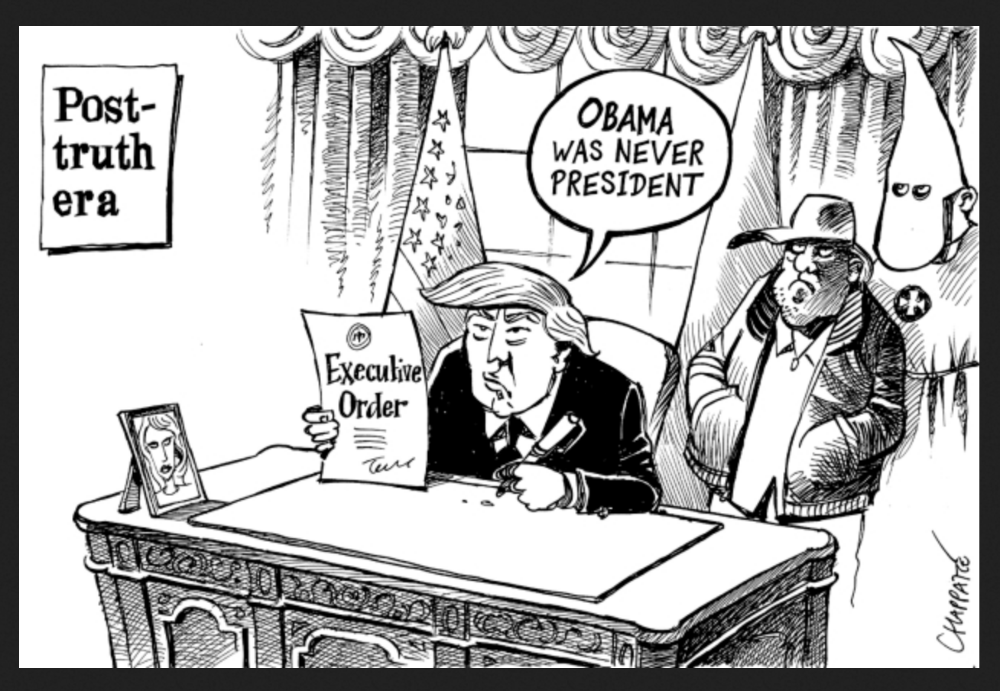 Post-
truth
era
OBAMA
WAS NEVER
PRESIDENT
Executive
Order
CHAPPATTE